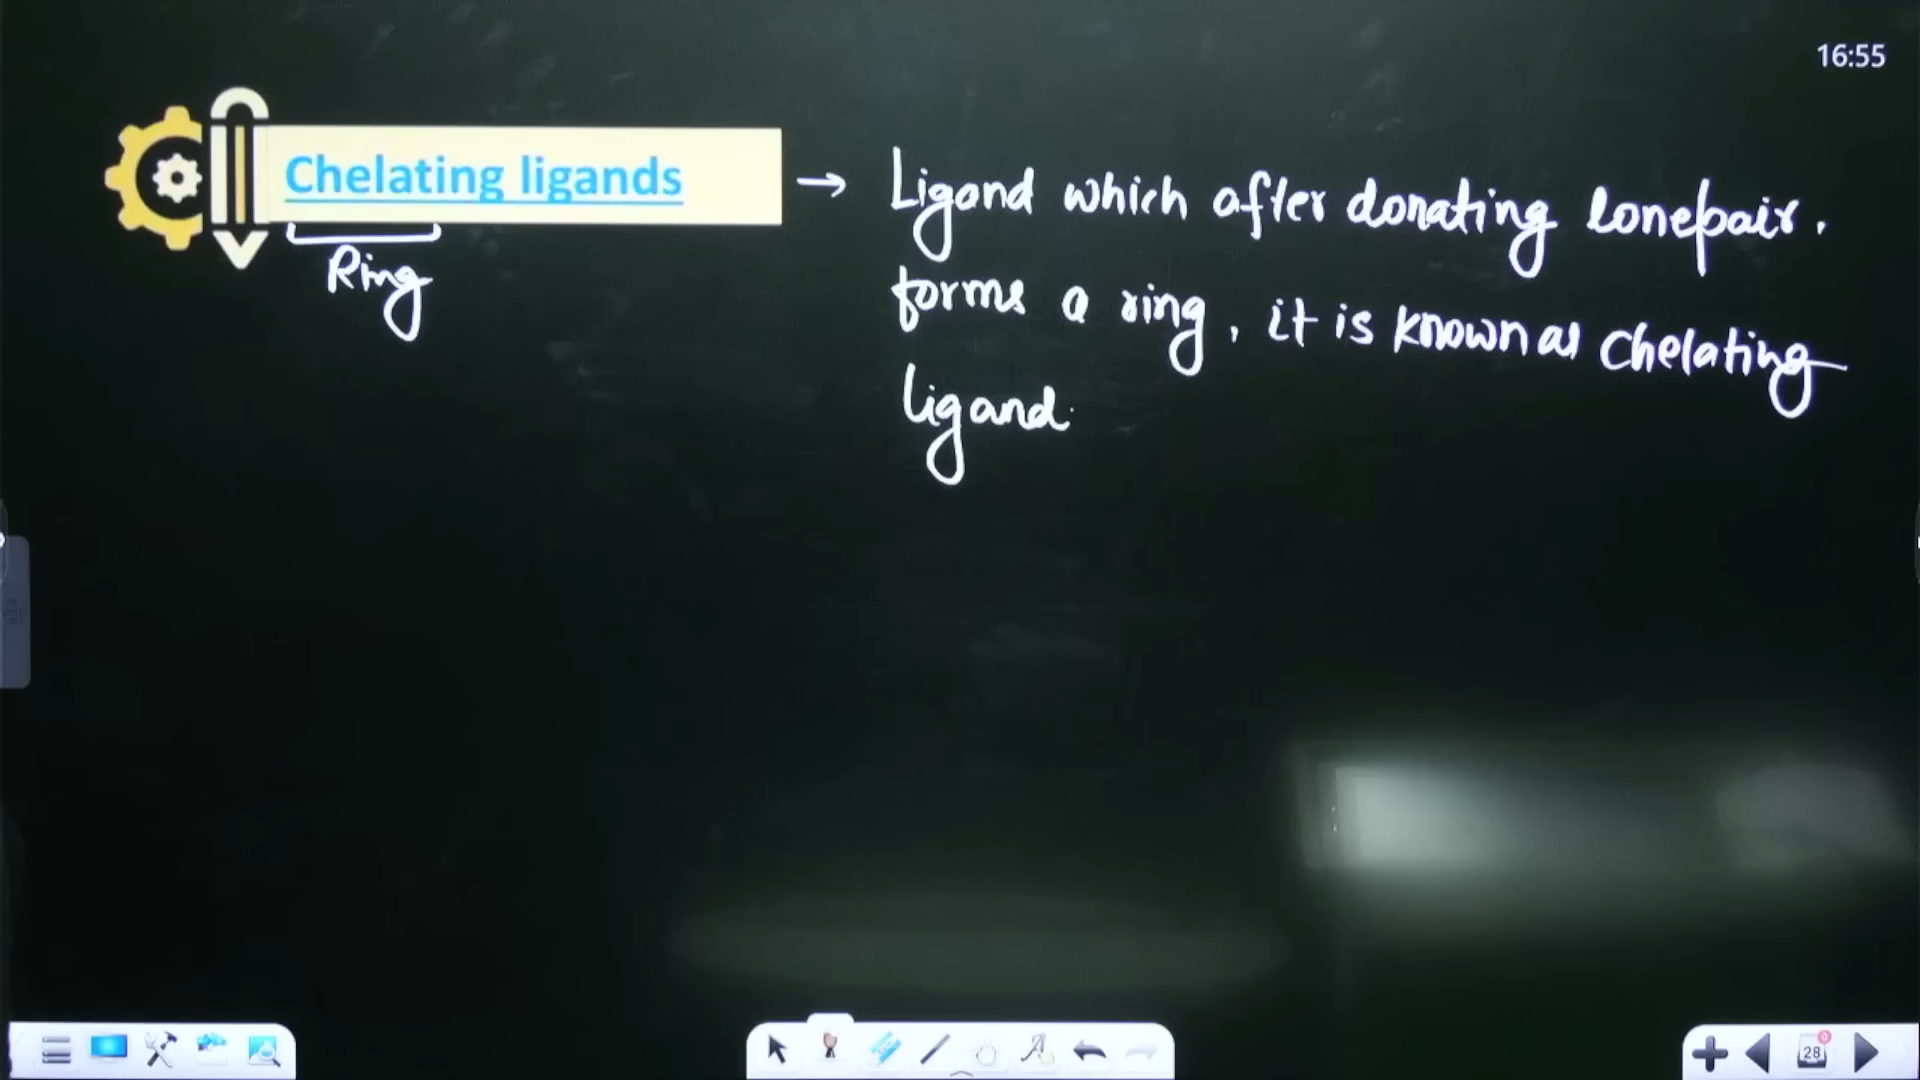 16:55
Chelating ligands → Ligand which after donating lonepair.
Ring
forms a ring, it is known as Chelating
ligand.
28